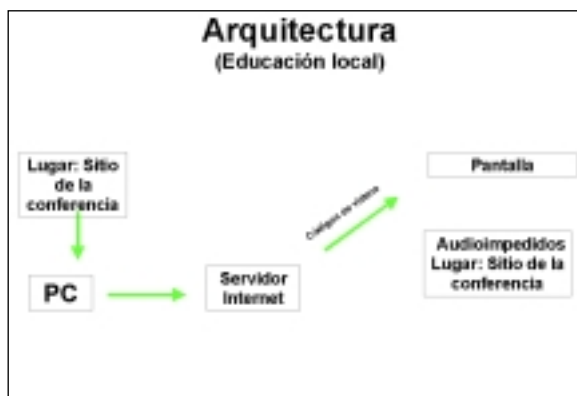 Arquitectura
(Educación local)
Lugar: Sitio
de la
conferencia
PC
Servidor
Internet
Códigos de videos
Pantalla
Audioimpedidos
Lugar: Sitio de la
conferencia